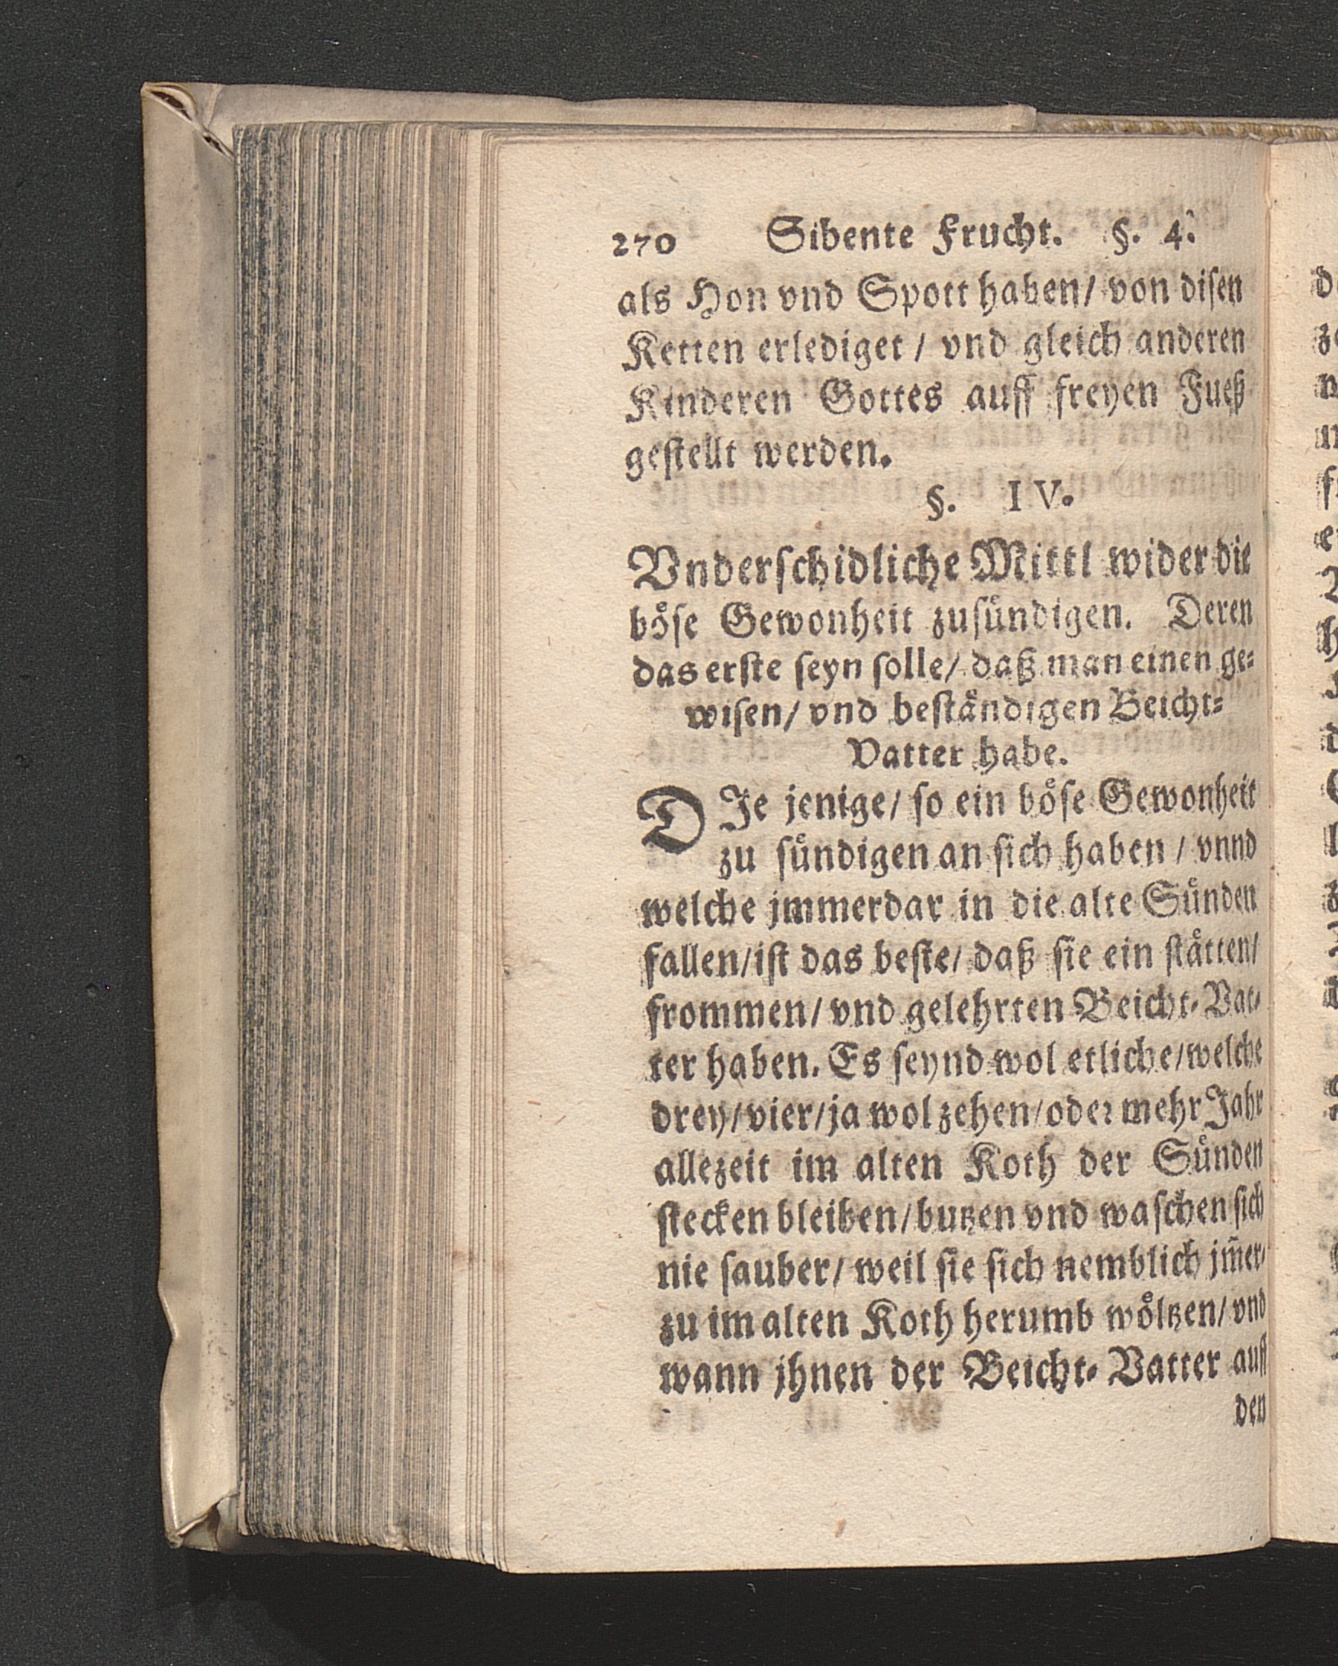 270 Sibente Frucht. §. 4.
als Hon vnd Spott haben/ von disen
Ketten erlediget / vnd gleich anderen
Kinderen Gottes auff freyen Fueß
gestellt werden.
§. IV.
Vnderschidliche Mittl wider die
böse Gewonheit zusündigen. Deren
das erste seyn solle/ daß man einen ge-
wisen/ vnd beständigen Beicht-
Vatter habe.
DIe jenige/ so ein böse Gewonheit
zu sündigen an sich haben / vnnd
welche jmmerdar in die alte Sünden
fallen/ist das beste/ daß sie ein stätten/
frommen/ vnd gelehrten Beicht-Vat-
ter haben. Es seynd wol etliche/welche
drey/vier/ja wol zehen/oder mehr Jahr
allezeit im alten Koth der Sünden
stecken bleiben/butzen vnd waschen sich
nie sauber/ weil sie sich nemblich jm̃er-
zu im alten Koth herumb wöltzen/ vnd
wann jhnen der Beicht-Vatter auff
den